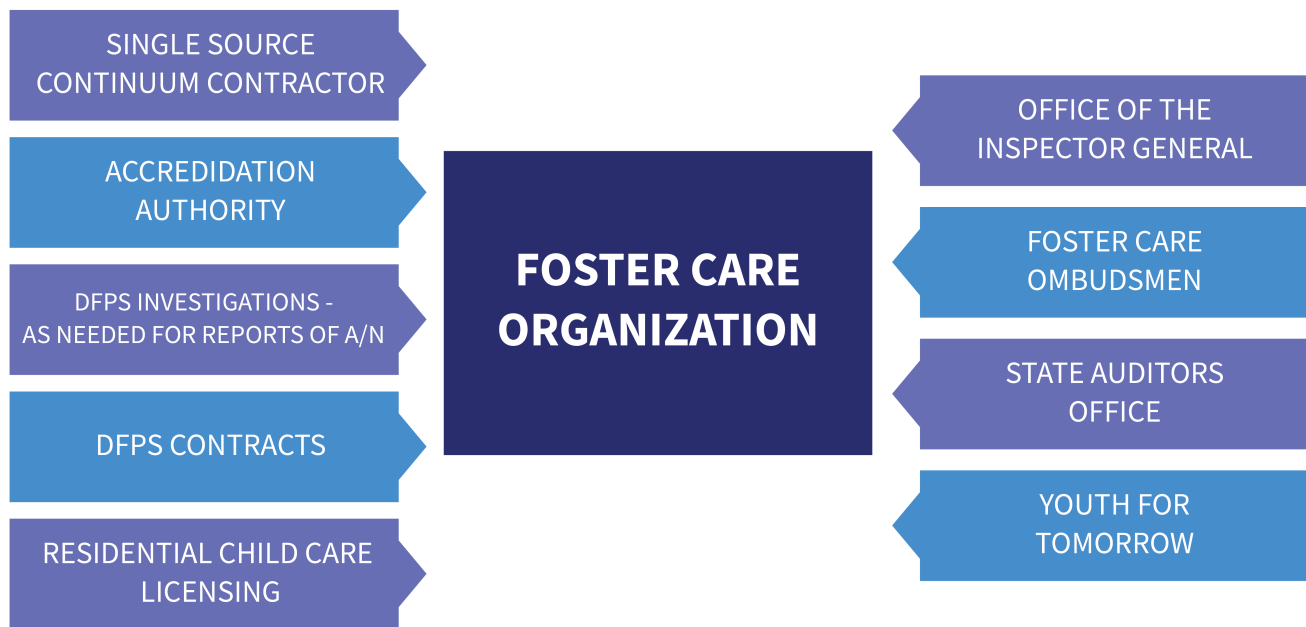 SINGLE SOURCE
CONTINUUM CONTRACTOR
ACCREDIDATION
AUTHORITY
DFPS INVESTIGATIONS -
AS NEEDED FOR REPORTS OF A/N
DFPS CONTRACTS
RESIDENTIAL CHILD CARE
LICENSING
FOSTER CARE
ORGANIZATION
OFFICE OF THE
INSPECTOR GENERAL
FOSTER CARE
OMBUDSMEN
STATE AUDITORS
OFFICE
YOUTH FOR
TOMORROW